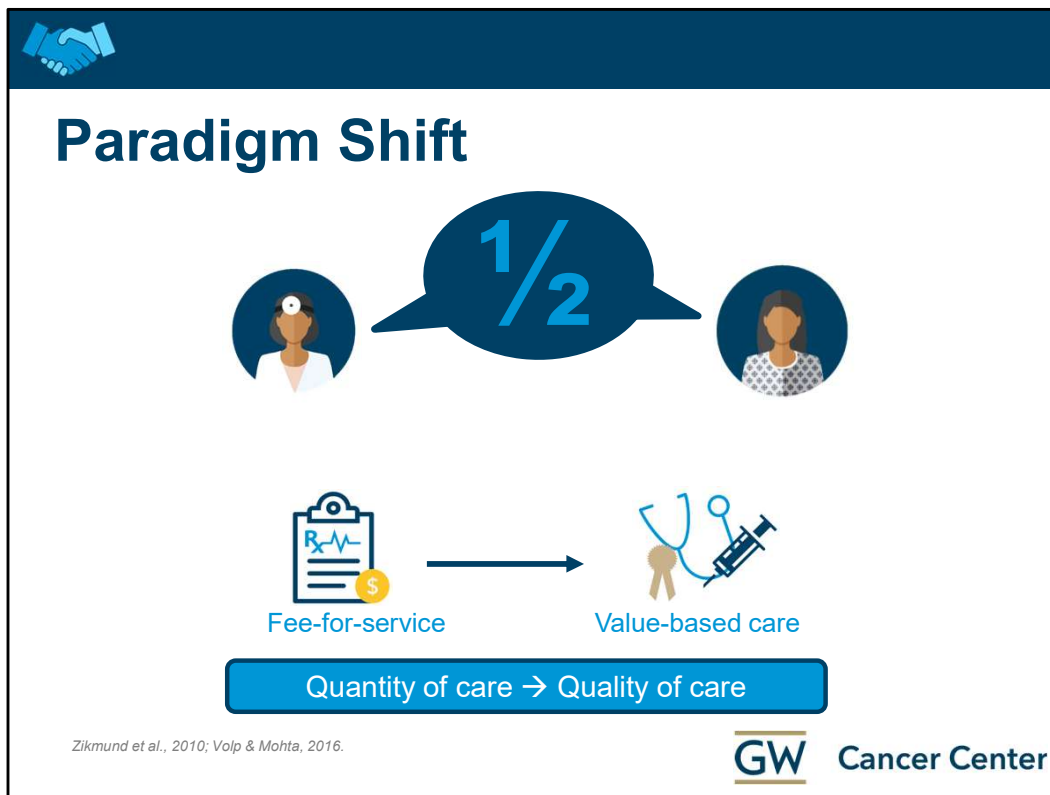 Paradigm Shift
½
Rx
$
Fee-for-service
Value-based care
Quantity of care → Quality of care
Zikmund et al., 2010; Volp & Mohta, 2016.
GW Cancer Center